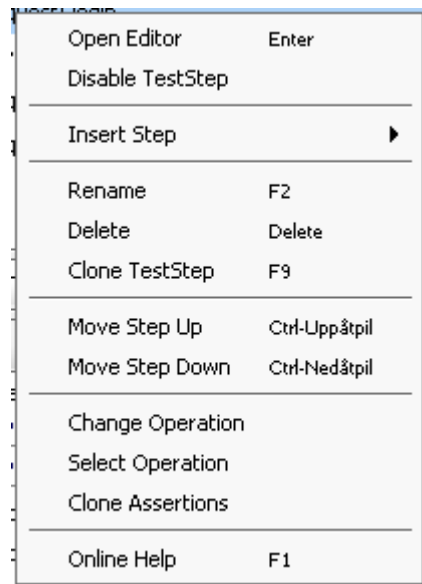 Open Editor Enter
Disable TestStep
Insert Step
Rename F2
Delete Delete
Clone TestStep F9
Move Step Up Ctrl-Uppåtpil
Move Step Down Ctrl-Nedåtpil
Change Operation
Select Operation
Clone Assertions
Online Help F1